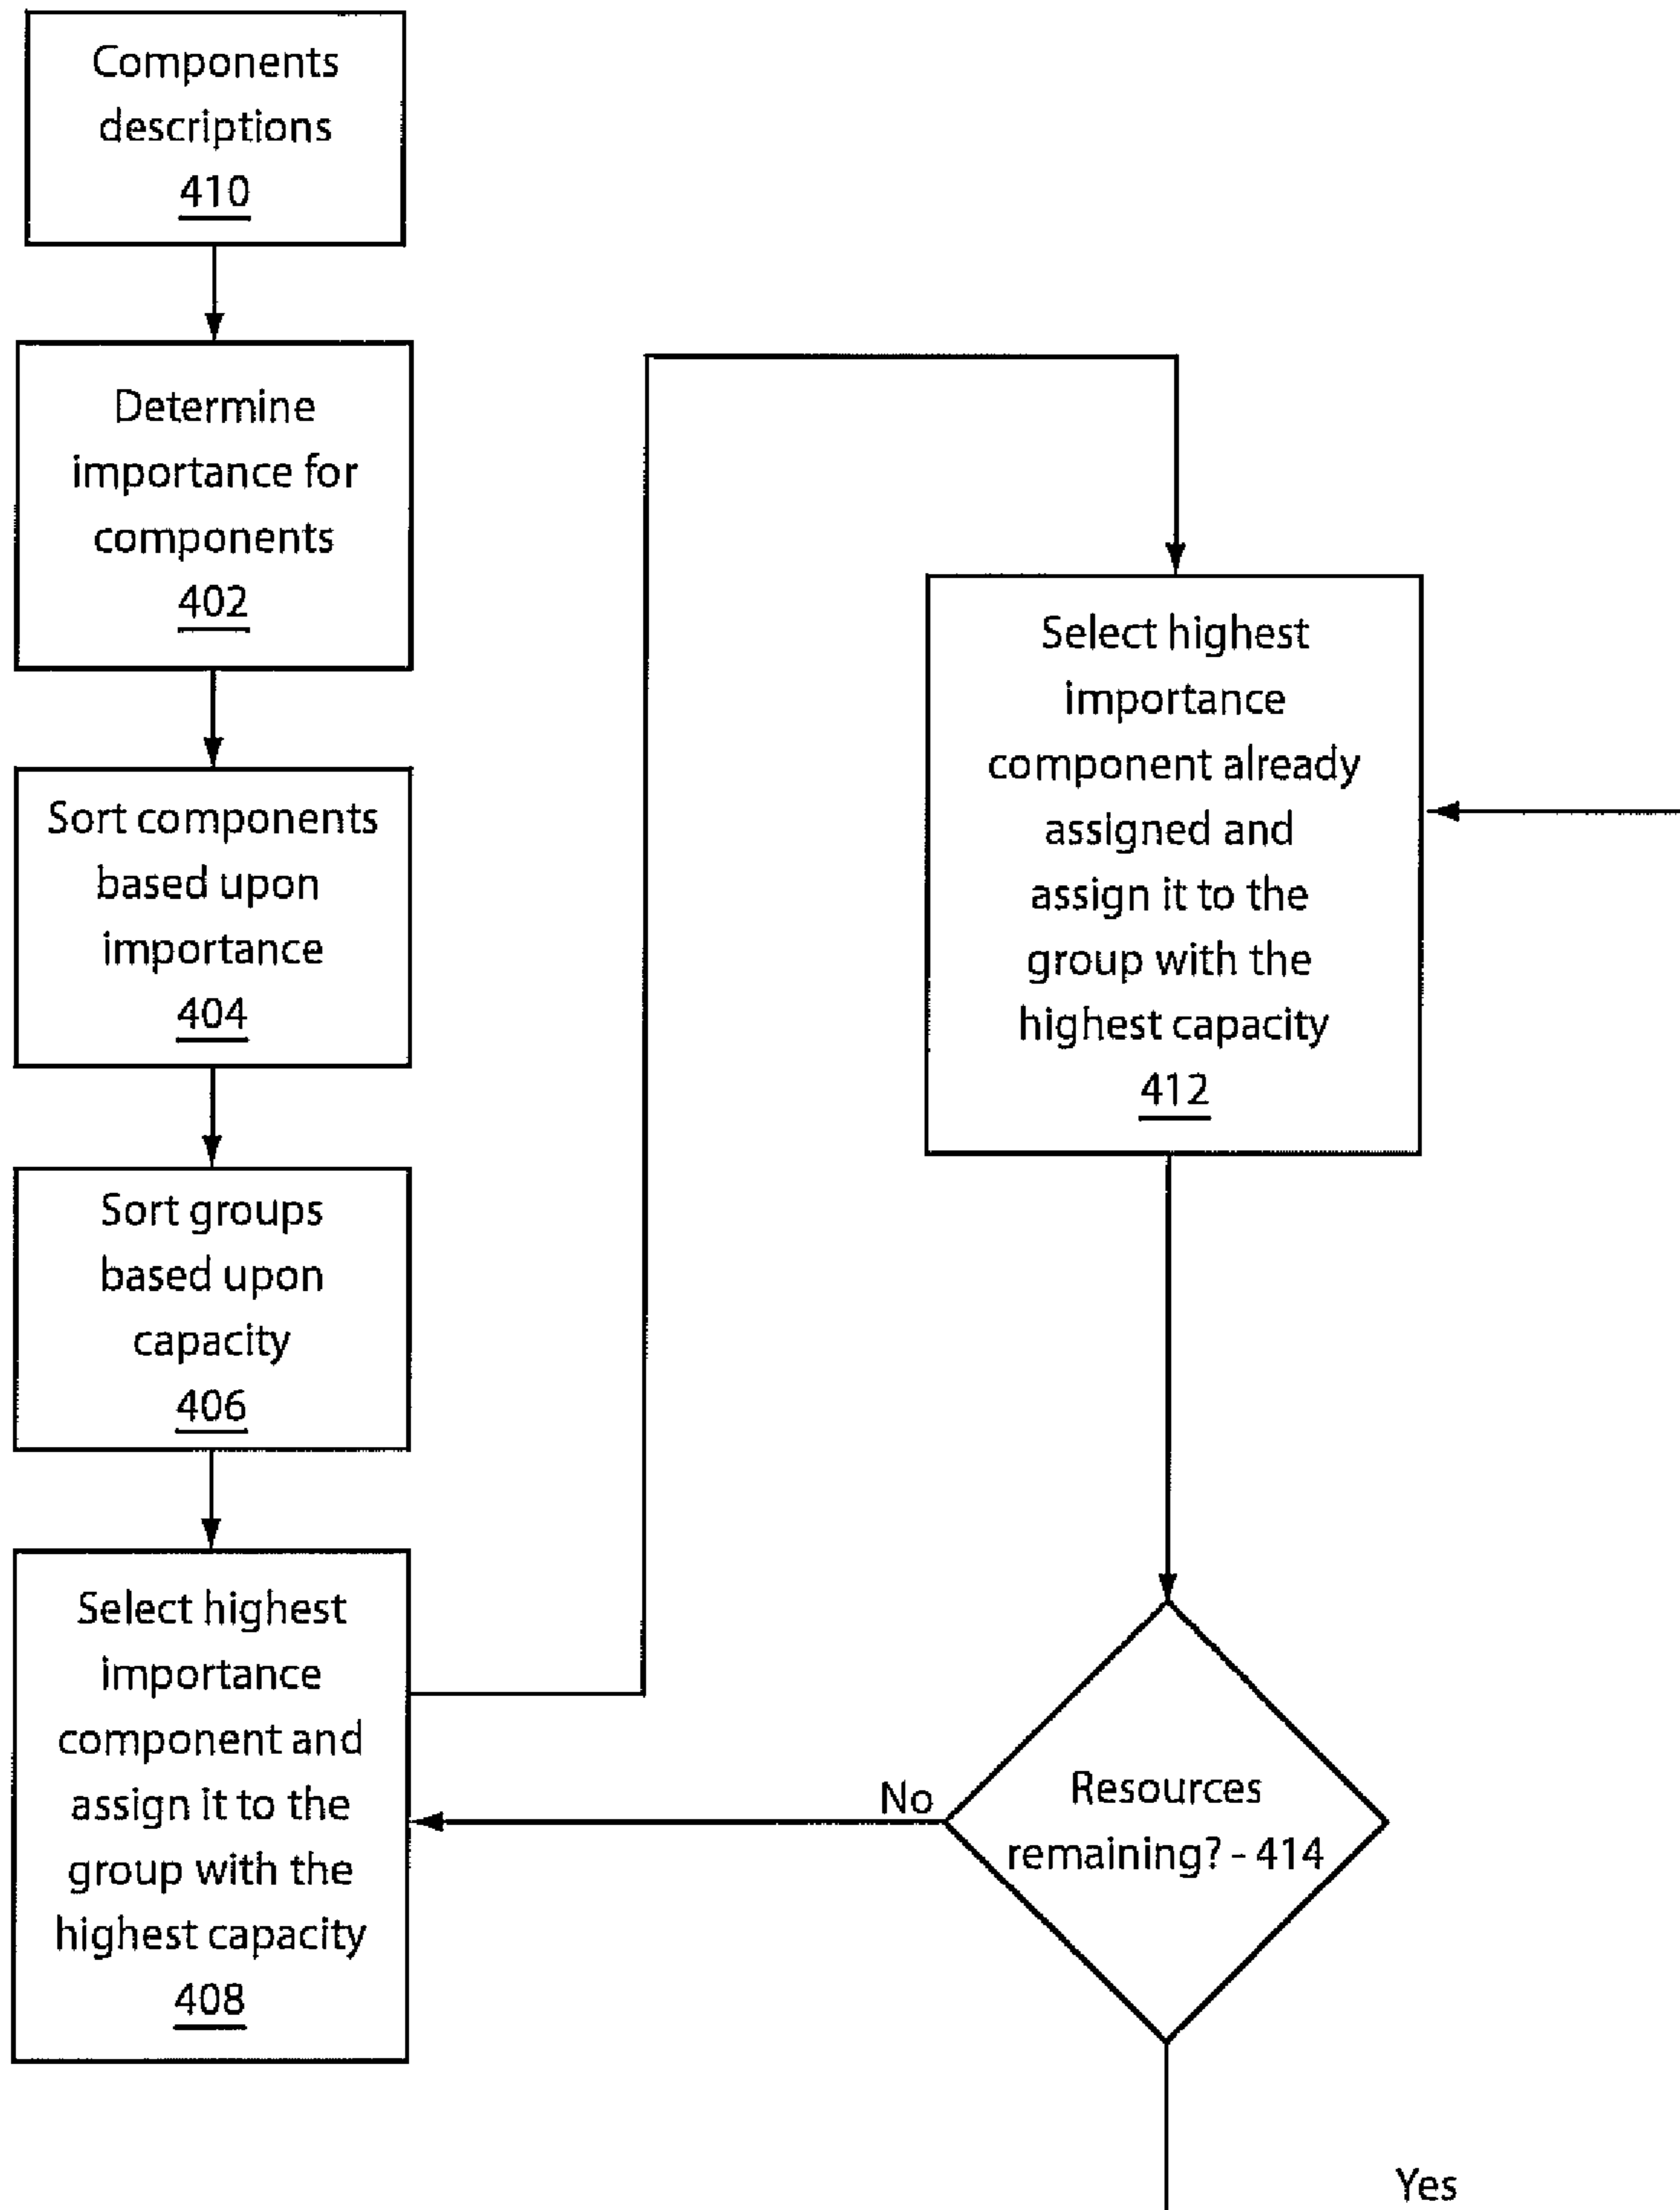 Components
descriptions
410
Determine
importance for
components
402
Sort components
based upon
importance
404
Sort groups
based upon
capacity
406
Select highest
importance
component and
assign it to the
group with the
highest capacity
408
Select highest
importance
component already
assigned and
assign it to the
group with the
highest capacity
412
Resources
remaining? - 414
No
Yes